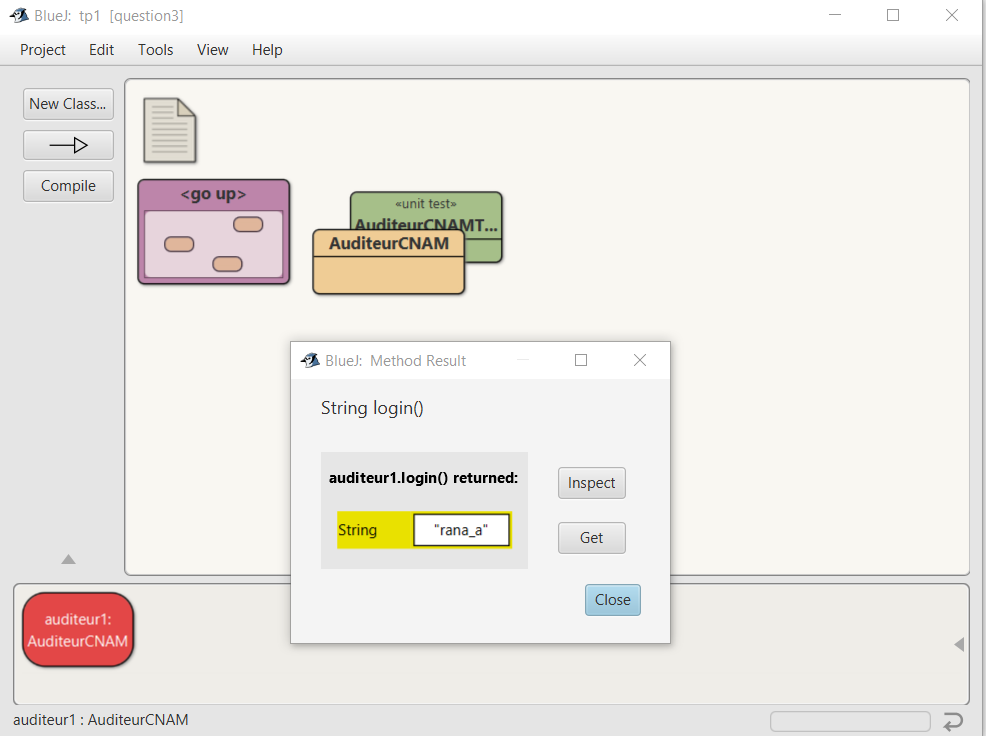 BlueJ:  tp1  [question3]
Project Edit Tools View Help
New Class...
Compile
<go up>
«unit test»
AuditeurCNAMT...
AuditeurCNAM
BlueJ:  Method Result
String login()
auditeur1.login() returned:
String "rana_a"
Inspect
Get
Close
auditeur1:
AuditeurCNAM
auditeur1 : AuditeurCNAM